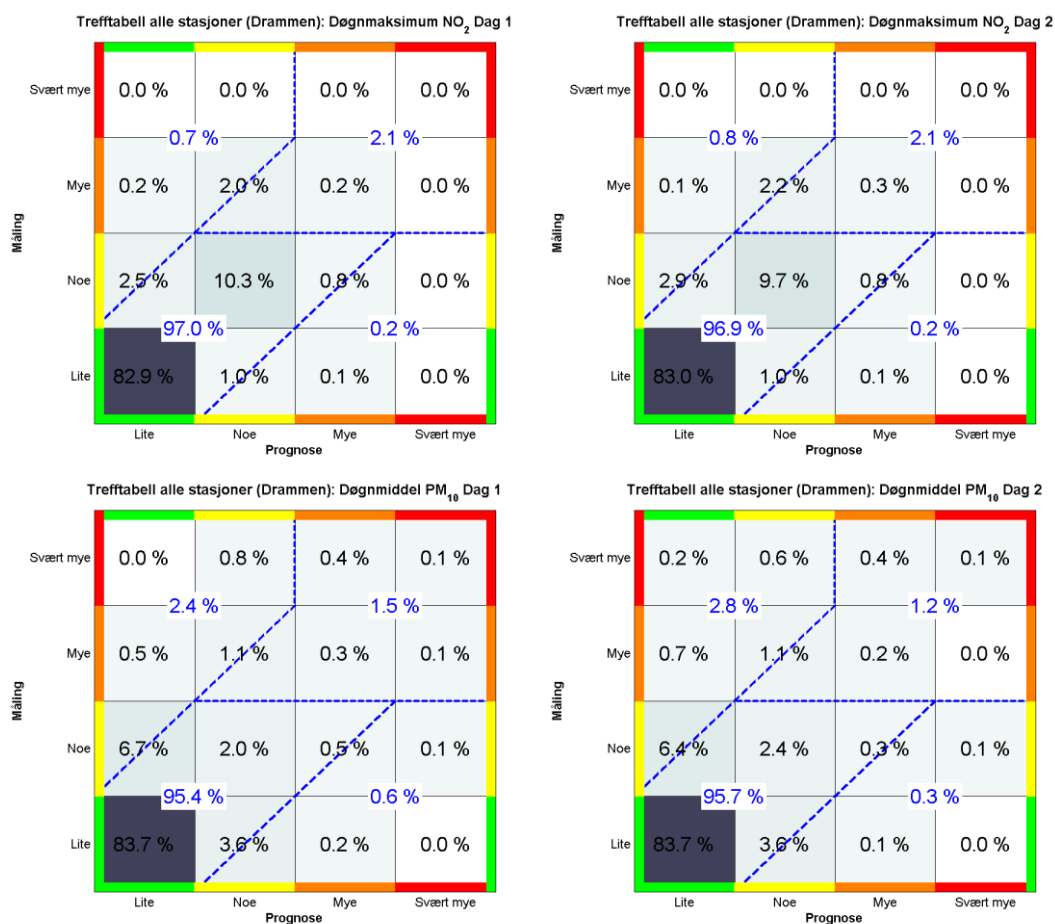 Trefftabell alle stasjoner (Drammen): Døgnmaksimum NO2 Dag 1
Måling
Svært mye 0.0 % 0.0 % 0.0 % 0.0 %
0.7 % 2.1 %
Mye 0.2 % 2.0 % 0.2 % 0.0 %
Noe 2.5 % 10.3 % 0.8 % 0.0 %
97.0 % 0.2 %
Lite 82.9 % 1.0 % 0.1 % 0.0 %
Lite Noe Mye Svært mye
Prognose
Trefftabell alle stasjoner (Drammen): Døgnmaksimum NO2 Dag 2
Måling
Svært mye 0.0 % 0.0 % 0.0 % 0.0 %
0.8 % 2.1 %
Mye 0.1 % 2.2 % 0.3 % 0.0 %
Noe 2.9 % 9.7 % 0.8 % 0.0 %
96.9 % 0.2 %
Lite 83.0 % 1.0 % 0.1 % 0.0 %
Lite Noe Mye Svært mye
Prognose
Trefftabell alle stasjoner (Drammen): Døgnmiddel PM10 Dag 1
Måling
Svært mye 0.0 % 0.8 % 0.4 % 0.1 %
2.4 % 1.5 %
Mye 0.5 % 1.1 % 0.3 % 0.1 %
Noe 6.7 % 2.0 % 0.5 % 0.1 %
95.4 % 0.6 %
Lite 83.7 % 3.6 % 0.2 % 0.0 %
Lite Noe Mye Svært mye
Prognose
Trefftabell alle stasjoner (Drammen): Døgnmiddel PM10 Dag 2
Måling
Svært mye 0.2 % 0.6 % 0.4 % 0.1 %
2.8 % 1.2 %
Mye 0.7 % 1.1 % 0.2 % 0.0 %
Noe 6.4 % 2.4 % 0.3 % 0.1 %
95.7 % 0.3 %
Lite 83.7 % 3.6 % 0.1 % 0.0 %
Lite Noe Mye Svært mye
Prognose